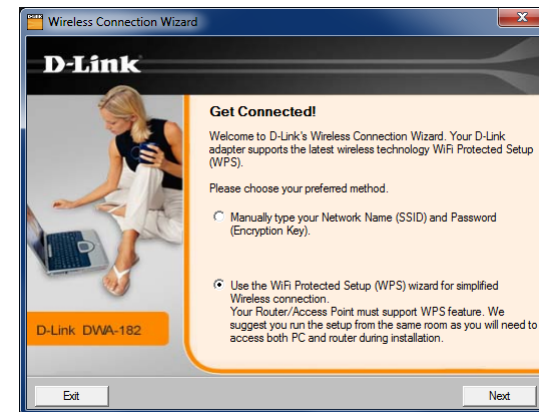 Wireless Connection Wizard
D-Link
Get Connected!
Welcome to D-Link's Wireless Connection Wizard. Your D-Link
adapter supports the latest wireless technology WiFi Protected Setup
(WPS).
Please choose your preferred method.
Manually type your Network Name (SSID) and Password
(Encryption Key).
Use the WiFi Protected Setup (WPS) wizard for simplified
Wireless connection.
Your Router/Access Point must support WPS feature. We
suggest you run the setup from the same room as you will need to
access both PC and router during installation.
D-Link DWA-182
Exit
Next